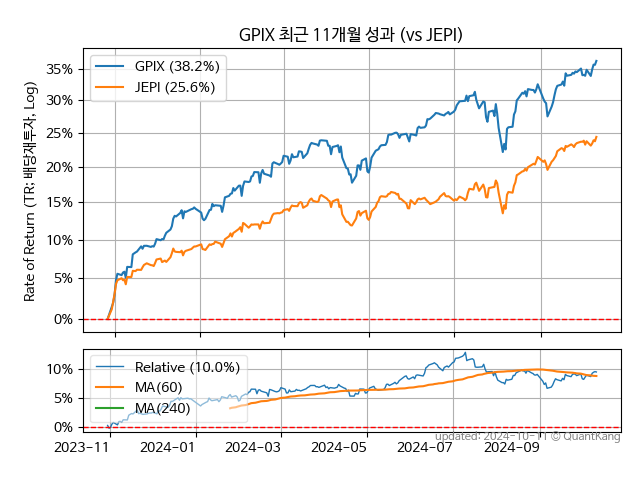 GPIX 최근 11개월 성과 (vs JEPI)
Rate of Return (TR: 배당재투자, Log)
GPIX (38.2%)
JEPI (25.6%)
35%
30%
25%
20%
15%
10%
5%
0%
Relative (10.0%)
MA(60)
MA(240)
10%
5%
0%
2023-11
2024-01
2024-03
2024-05
2024-07
2024-09
updated: 2024-10-11 © QuantKang